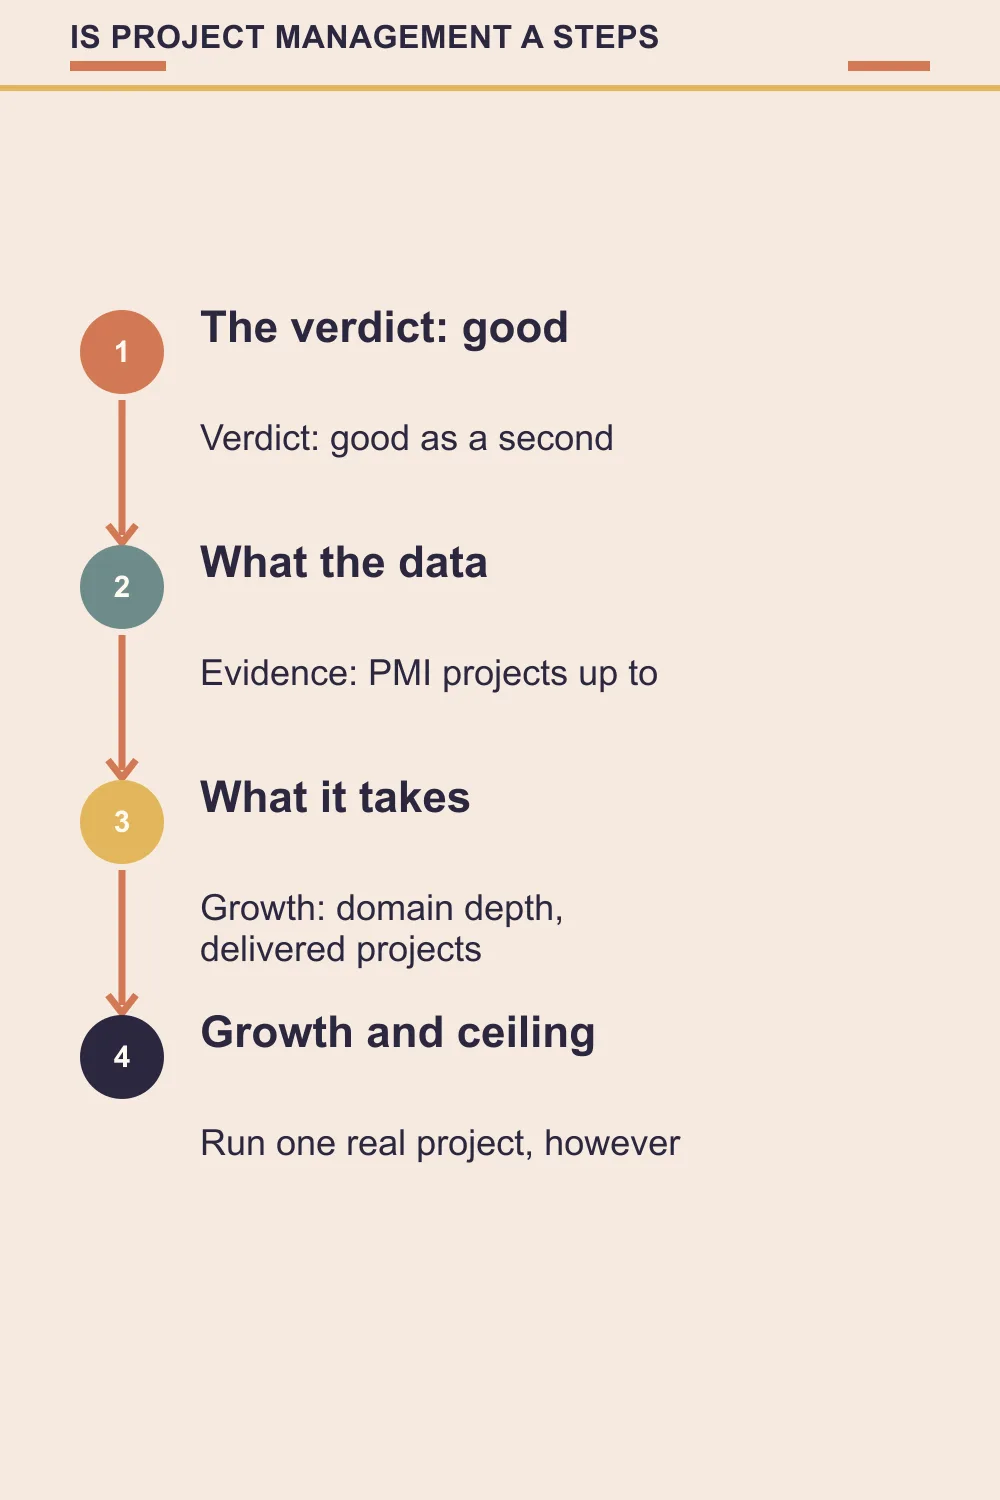 IS PROJECT MANAGEMENT A STEPS
1
The verdict: good
Verdict: good as a second
2
What the data
Evidence: PMI projects up to
3
What it takes
Growth: domain depth,
delivered projects
4
Growth and ceiling
Run one real project, however